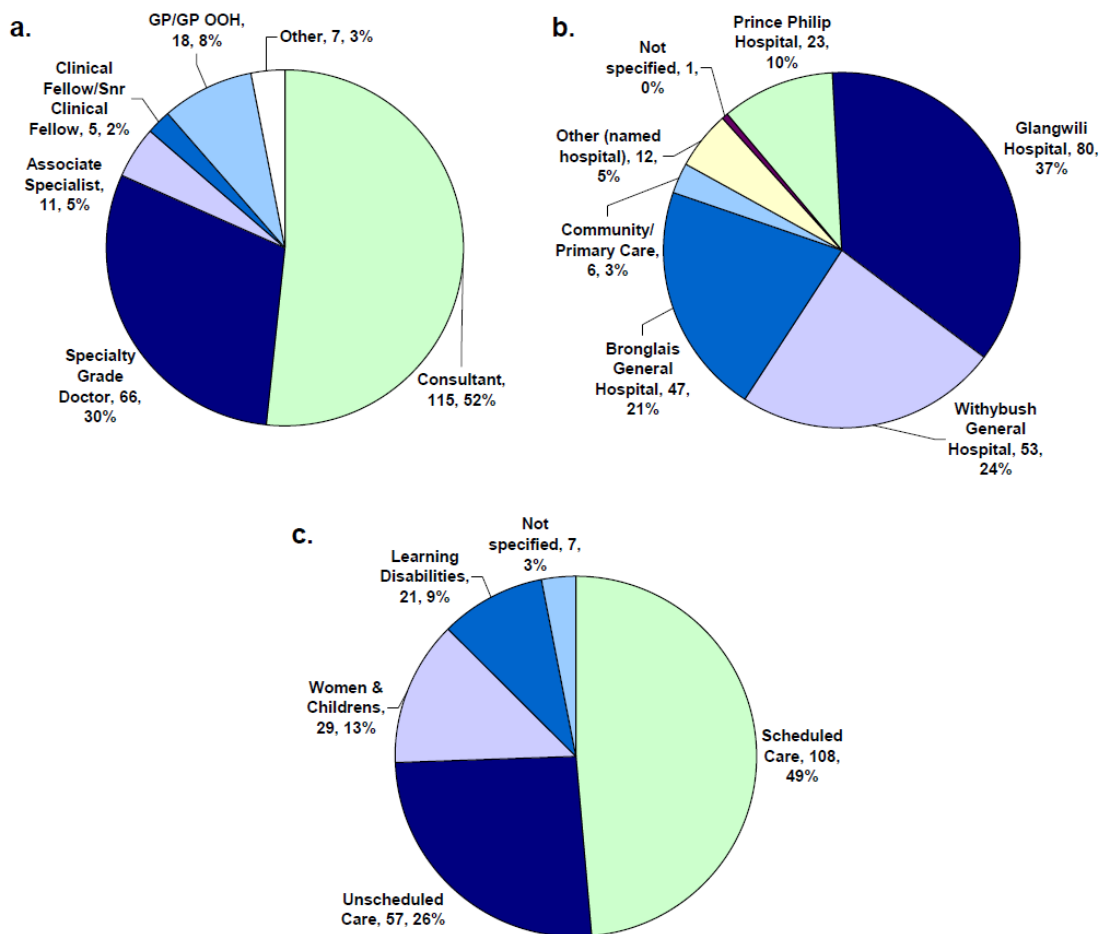 a.
GP/GP OOH,
18, 8%
Other, 7, 3%
Clinical
Fellow/Snr
Clinical
Fellow, 5, 2%
Associate
Specialist,
11, 5%
Specialty
Grade
Doctor, 66,
30%
Consultant,
115, 52%
b.
Prince Philip
Hospital, 23,
10%
Not
specified, 1,
0%
Other (named
hospital), 12,
5%
Community/
Primary Care,
6, 3%
Bronglais
General
Hospital, 47,
21%
Glangwili
Hospital, 80,
37%
Withybush
General
Hospital, 53,
24%
c.
Not
specified, 7,
3%
Learning
Disabilities,
21, 9%
Women &
Childrens,
29, 13%
Scheduled
Care, 108,
49%
Unscheduled
Care, 57, 26%